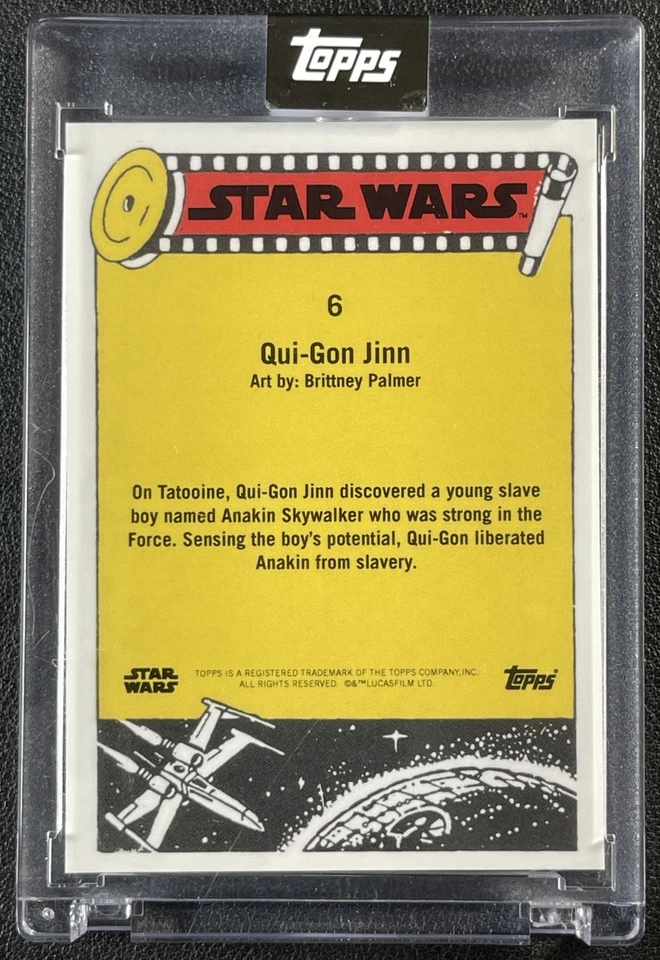 Topps
STAR WARS™
6
Qui-Gon Jinn
Art by: Brittney Palmer
On Tatooine, Qui-Gon Jinn discovered a young slave
boy named Anakin Skywalker who was strong in the
Force. Sensing the boy's potential, Qui-Gon liberated
Anakin from slavery.
STAR
WARS
TOPPS IS A REGISTERED TRADEMARK OF THE TOPPS COMPANY, INC.
ALL RIGHTS RESERVED. ©&™LUCASFILM LTD.
Topps®